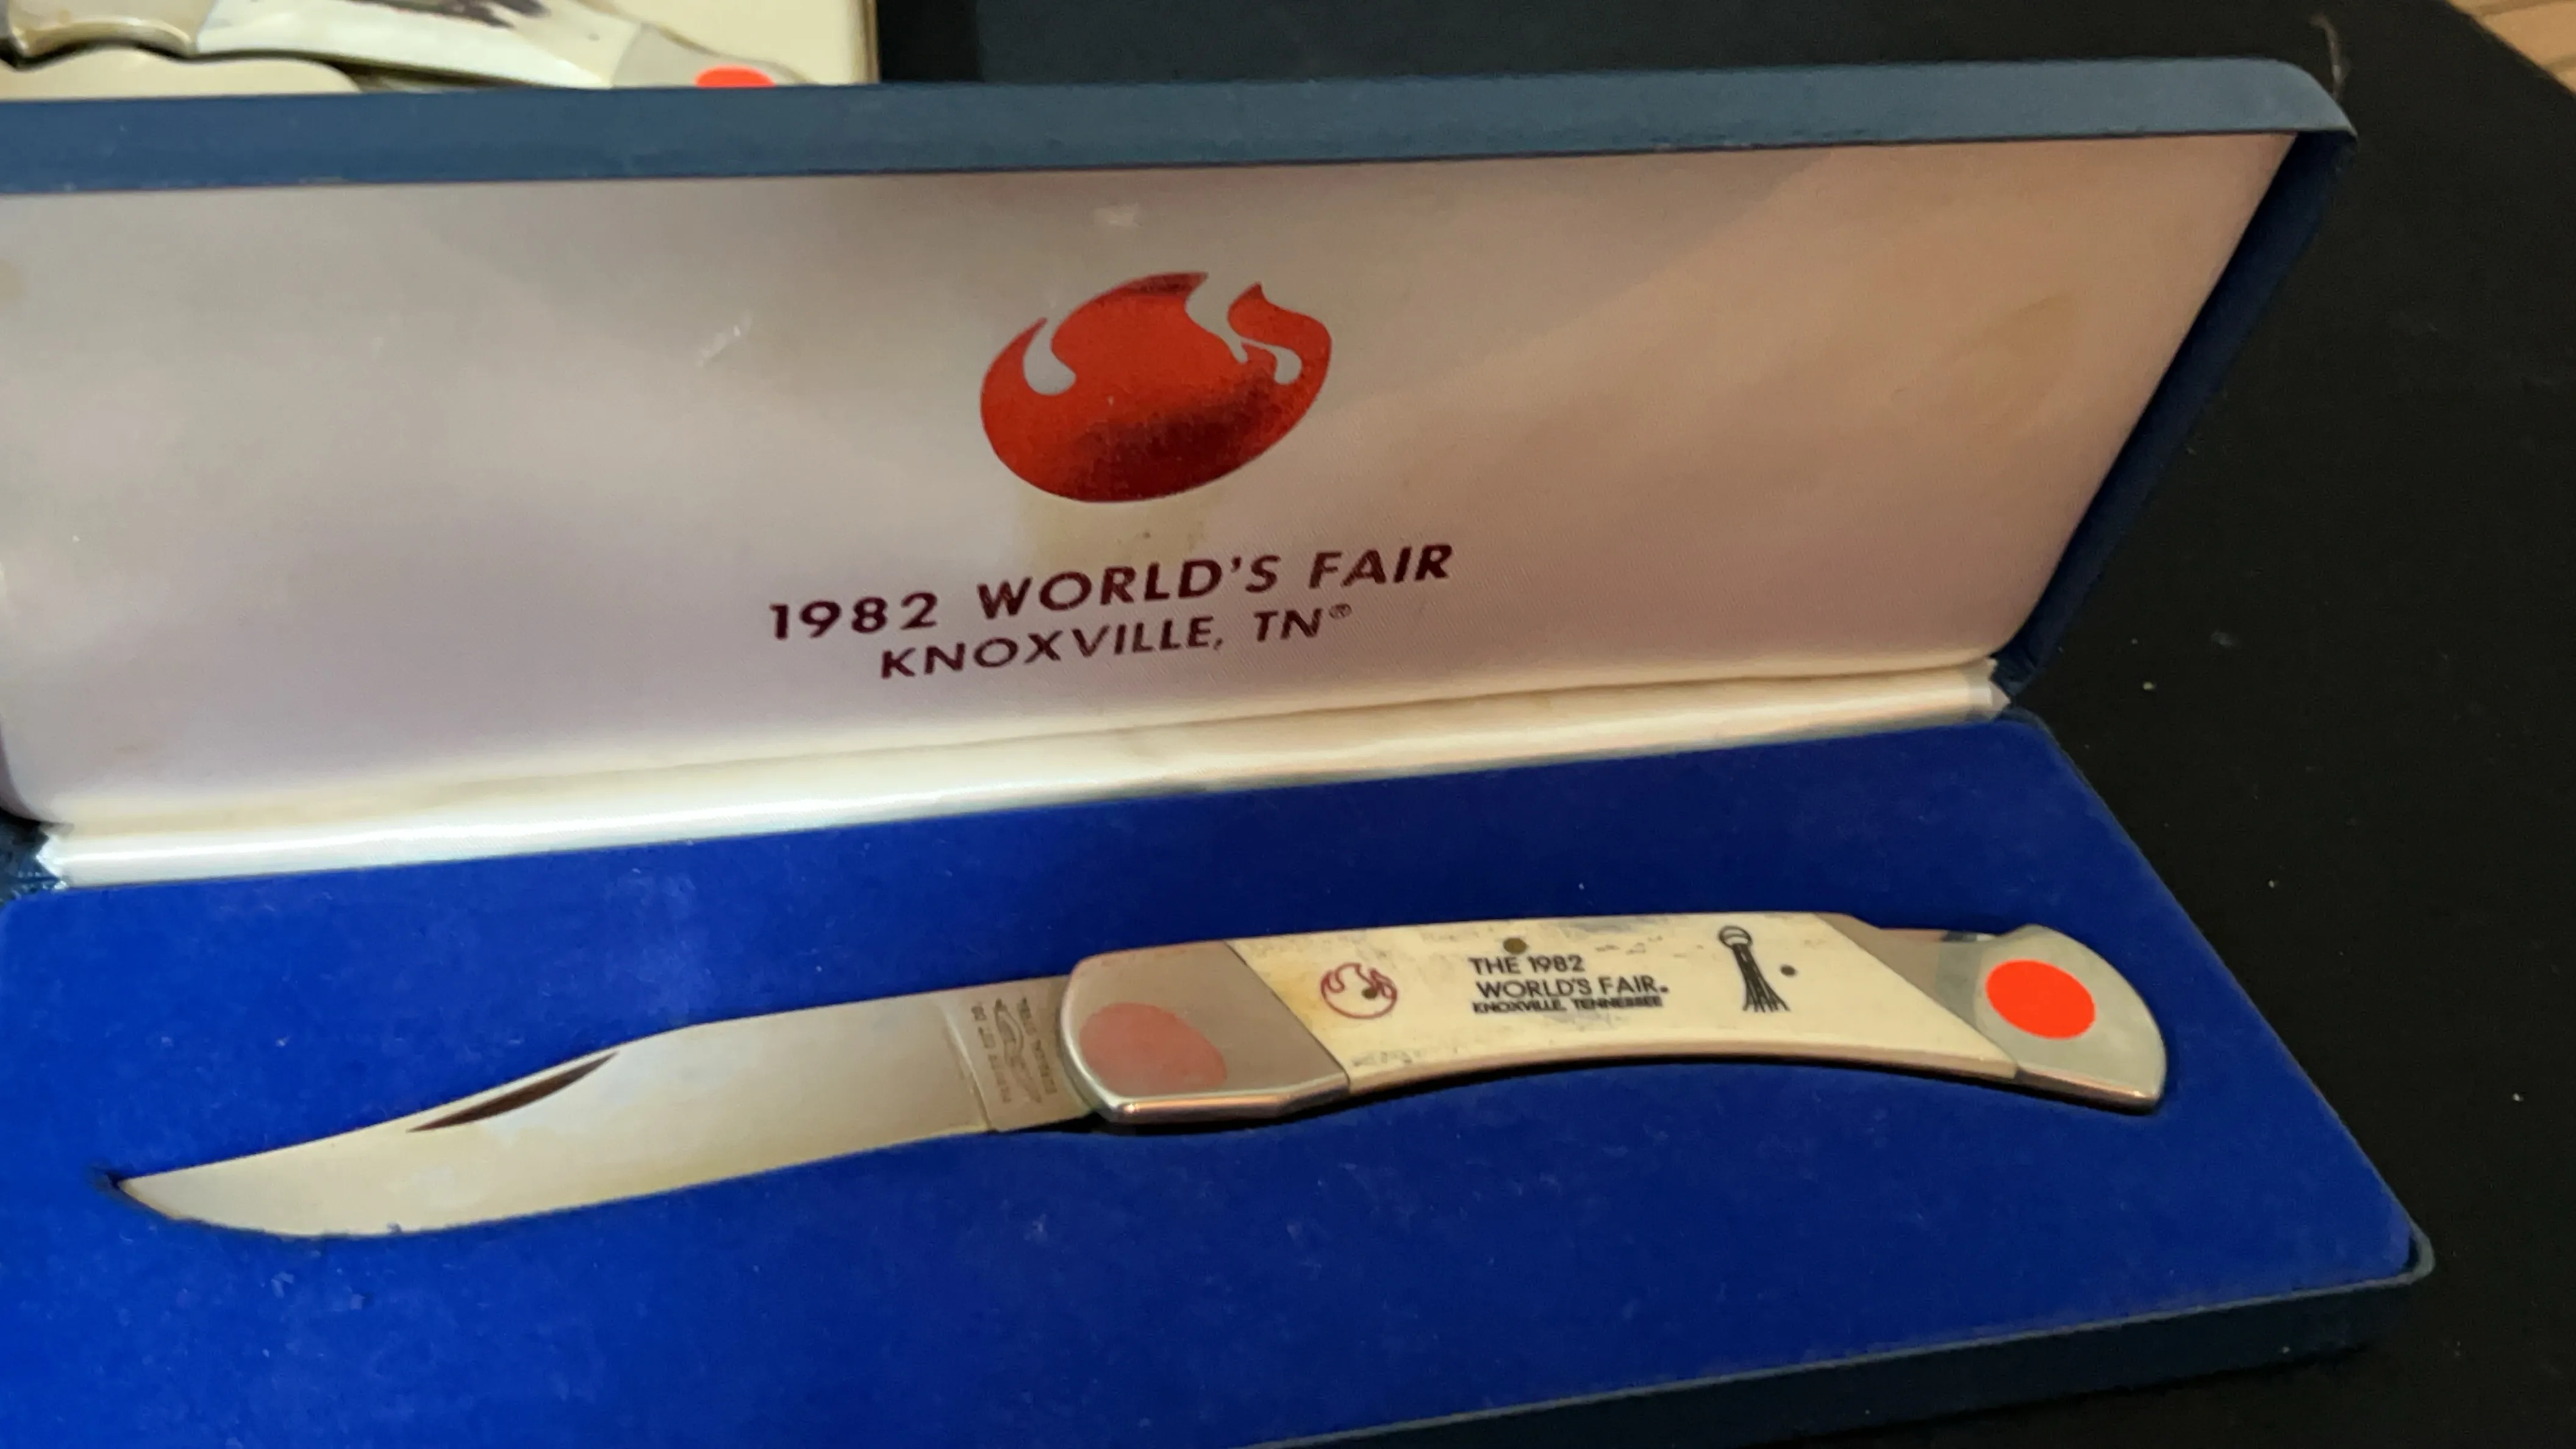 1982 WORLD'S FAIR
KNOXVILLE, TN®
THE 1982
WORLD'S FAIR.
KNOXVILLE, TENNESSEE